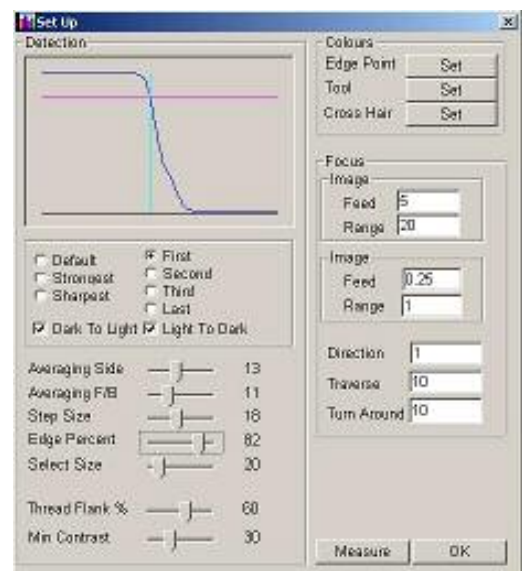 Set Up
Detection
Default
Strongest
Sharpest
First
Second
Third
Last
Dark To Light
Light To Dark
Averaging Side 13
Averaging F/B 11
Step Size 18
Edge Percent 82
Select Size 20
Thread Flank % 60
Min Contrast 30
Colours
Edge Point Set
Tool Set
Cross Hair Set
Focus
Image
Feed 5
Range 20
Image
Feed 0.25
Range 1
Direction 1
Traverse 10
Turn Around 10
Measure OK